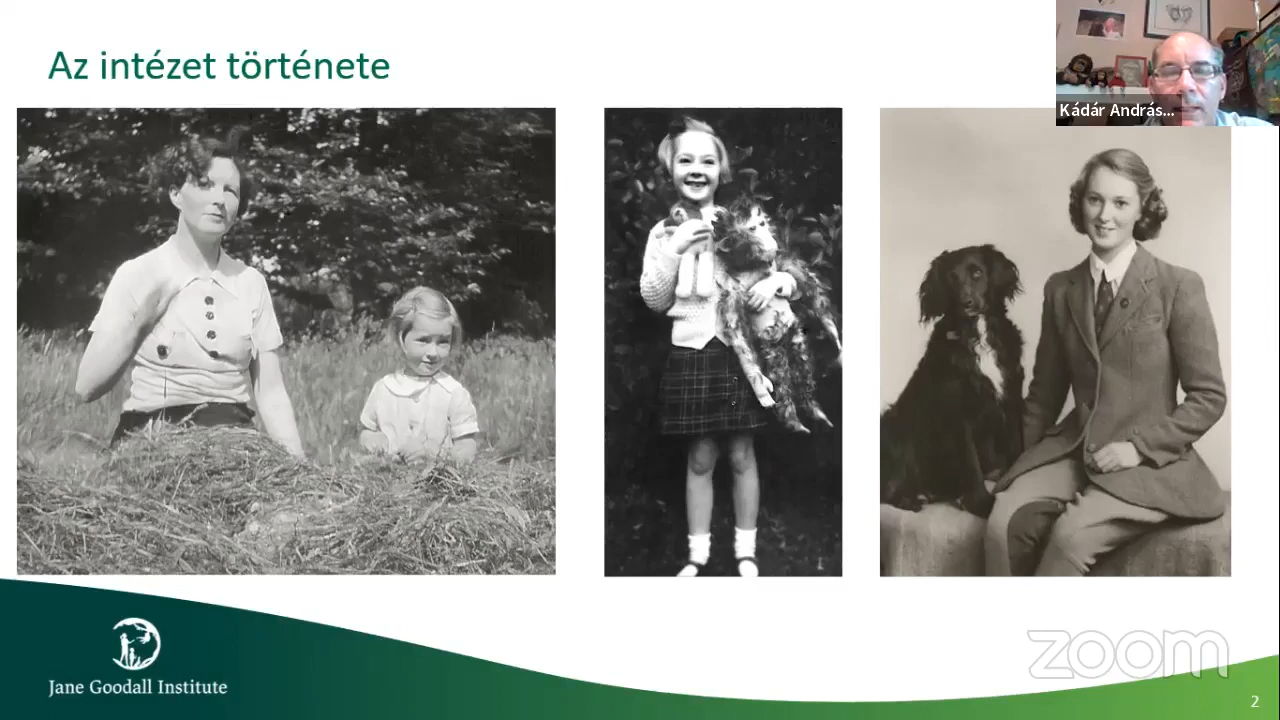 Az intézet története
Kádár András...
Jane Goodall Institute
zoom
2